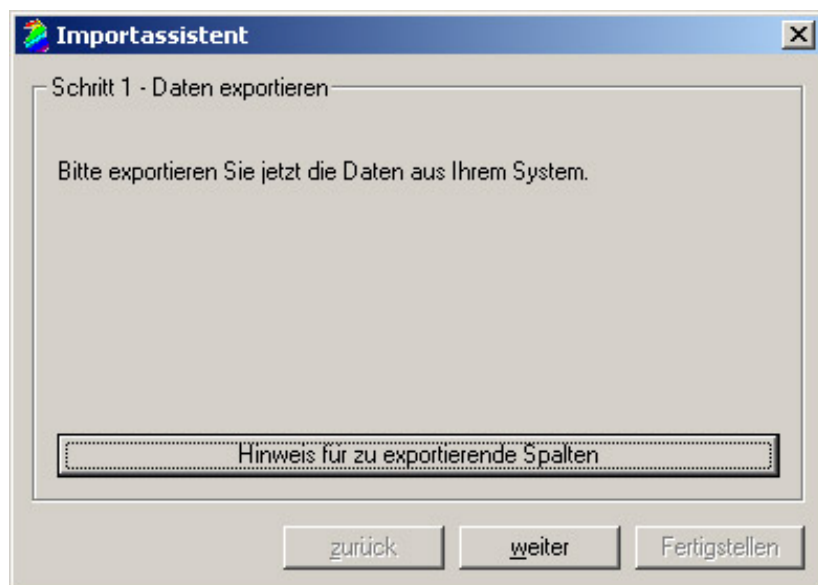 Importassistent
Schritt 1 - Daten exportieren
Bitte exportieren Sie jetzt die Daten aus Ihrem System.
Hinweis für zu exportierende Spalten
zurück
weiter
Fertigstellen